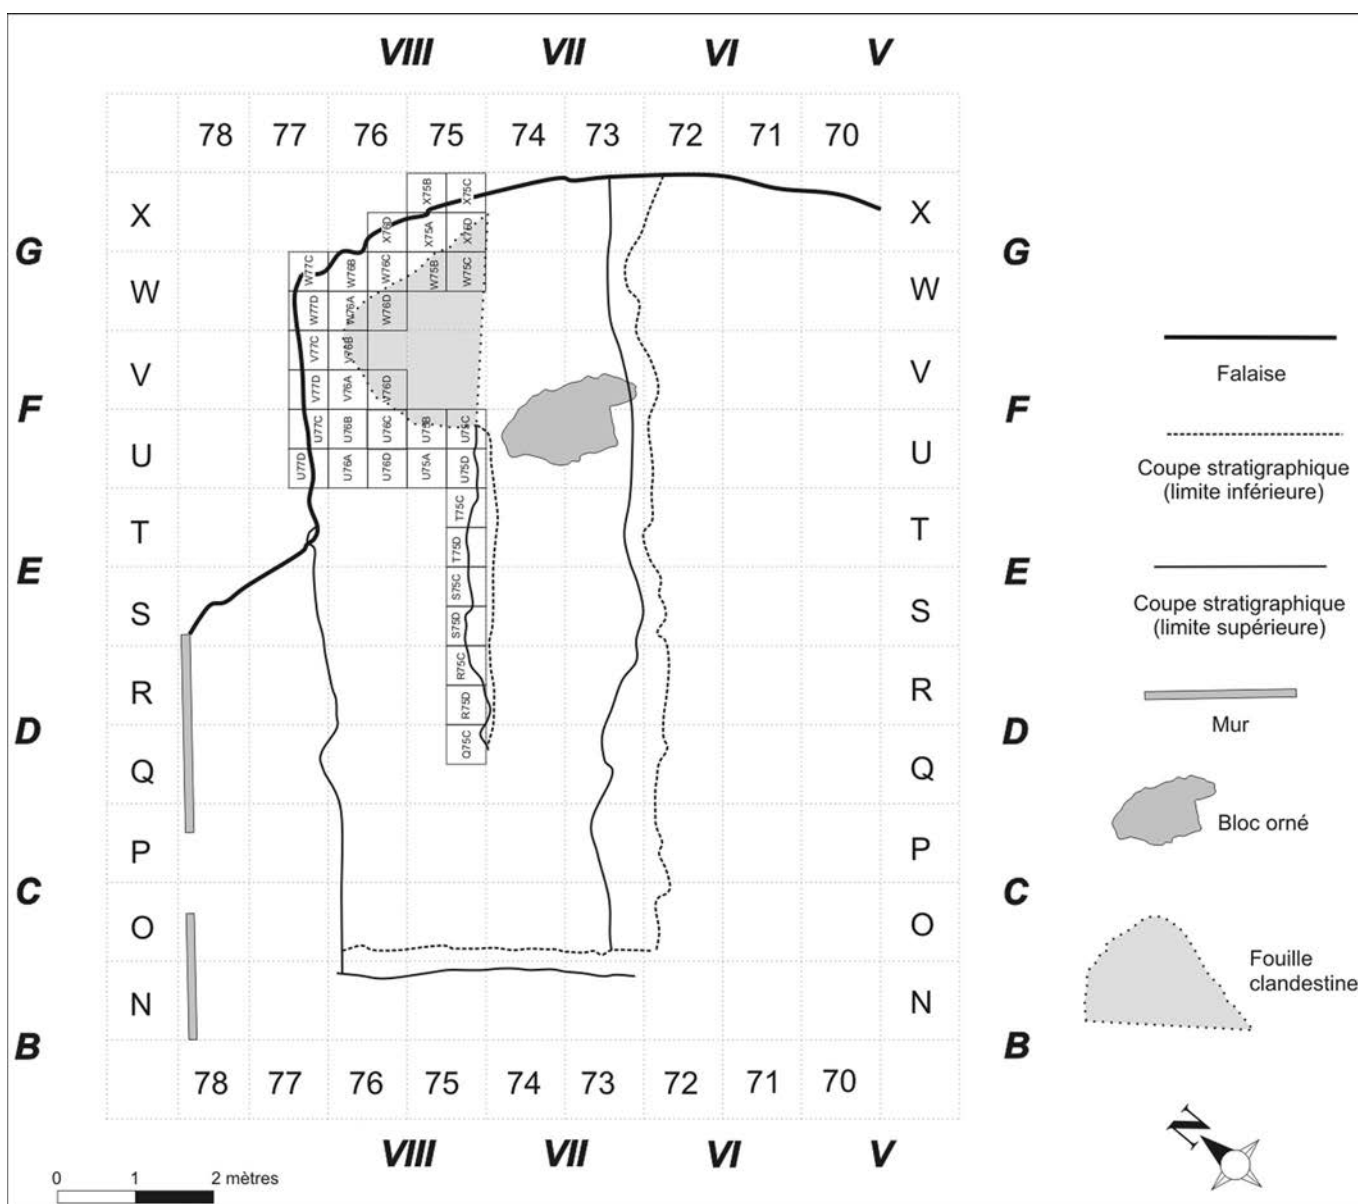 VIII VII VI V
78 77 76 75 74 73 72 71 70
X75B X75C
X X76D X75A X76D X
G G
W77C W76B W76C W75B W75C
W W
W77D W76A W76D
V77C V76B
V V
Falaise
V77D V76A V76D
F F
U77C U76B U76C U75B U75C
U U
U77D U76A U76D U75A U75D
Coupe stratigraphique
(limite inférieure)
T75C
T T
T75D
E E
S75C
Coupe stratigraphique
(limite supérieure)
S S
S75D
R75C
R R
R75D
Mur
D D
Q75C
Q Q
Bloc orné
P P
C C
O O
Fouille
clandestine
N N
B B
78 77 76 75 74 73 72 71 70
N
VIII VII VI V
0 1 2 mètres